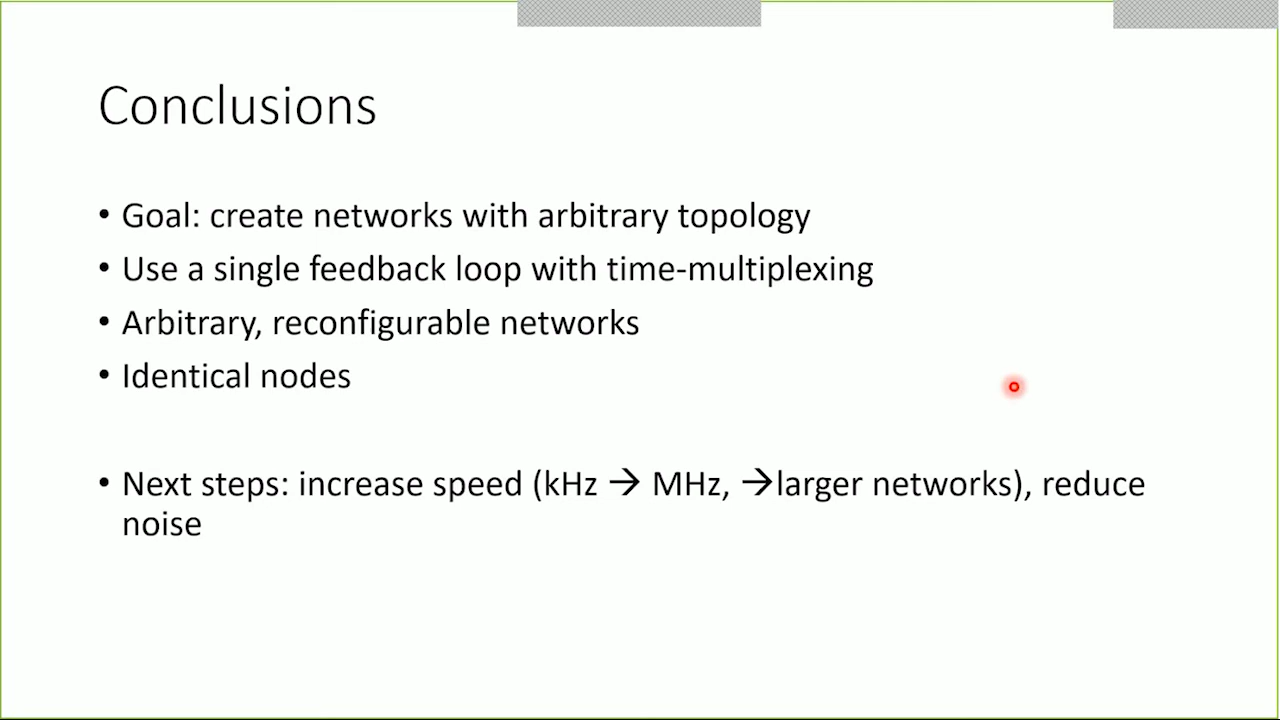 Conclusions
• Goal: create networks with arbitrary topology
• Use a single feedback loop with time-multiplexing
• Arbitrary, reconfigurable networks
• Identical nodes
• Next steps: increase speed (kHz → MHz, →larger networks), reduce
noise